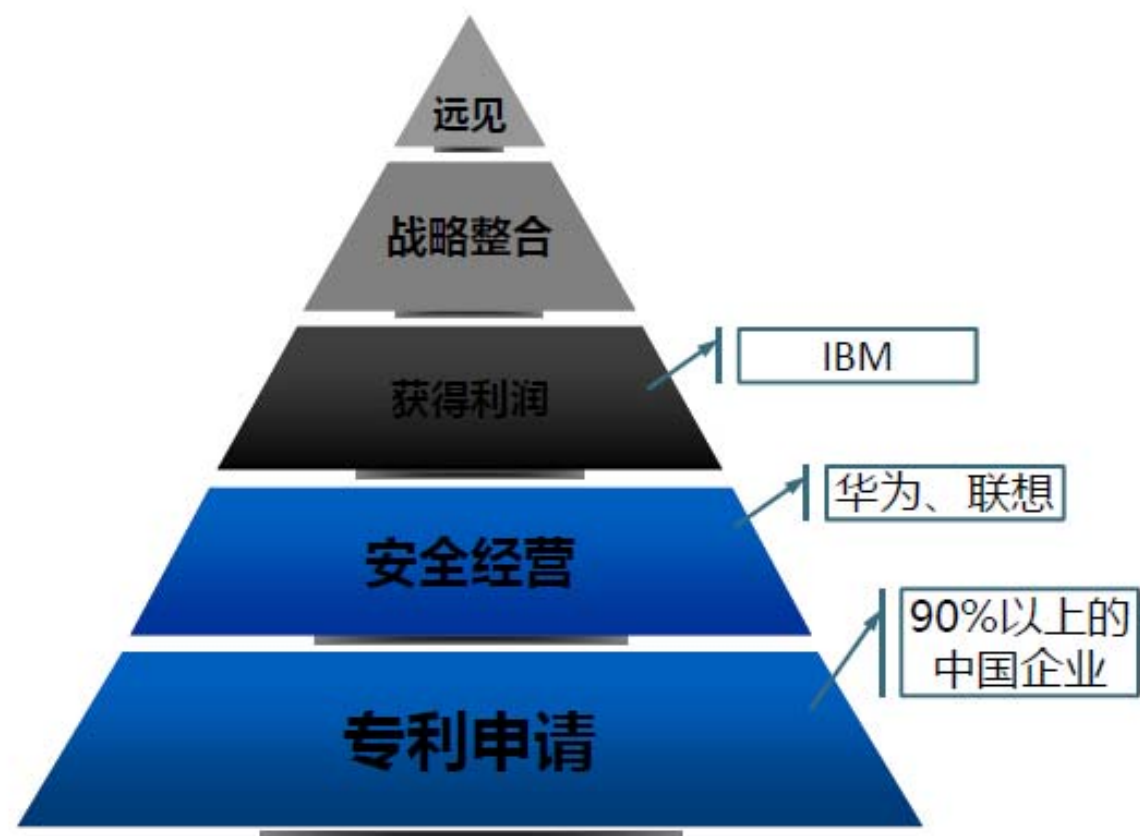 远见
战略整合
获得利润
IBM
安全经营
华为、联想
专利申请
90%以上的
中国企业